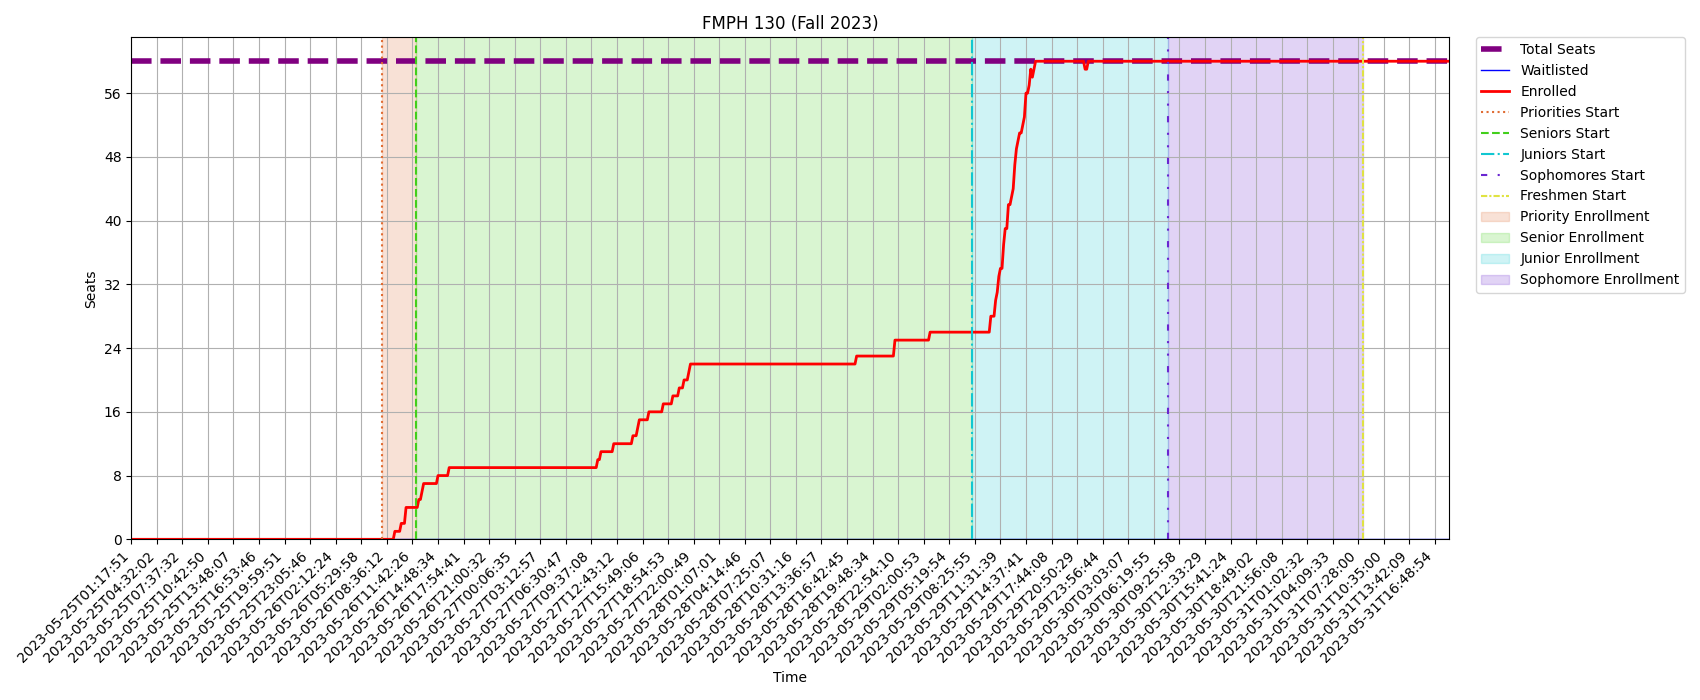 FMPH 130 (Fall 2023)
Total Seats
Waitlisted
Enrolled
Priorities Start
Seniors Start
Juniors Start
Sophomores Start
Freshmen Start
Priority Enrollment
Senior Enrollment
Junior Enrollment
Sophomore Enrollment
Seats
56
48
40
32
24
16
8
0
2023-05-25T01:17:51
2023-05-25T04:32:02
2023-05-25T07:37:32
2023-05-25T10:42:50
2023-05-25T13:48:07
2023-05-25T16:53:46
2023-05-25T19:59:51
2023-05-25T23:05:46
2023-05-26T02:12:24
2023-05-26T05:29:58
2023-05-26T08:36:12
2023-05-26T11:42:26
2023-05-26T14:48:34
2023-05-26T17:54:41
2023-05-26T21:00:32
2023-05-27T00:06:35
2023-05-27T03:12:57
2023-05-27T06:30:47
2023-05-27T09:37:08
2023-05-27T12:43:12
2023-05-27T15:49:06
2023-05-27T18:54:53
2023-05-27T22:00:49
2023-05-28T01:07:01
2023-05-28T04:14:46
2023-05-28T07:25:07
2023-05-28T10:31:16
2023-05-28T13:36:57
2023-05-28T16:42:45
2023-05-28T19:48:34
2023-05-28T22:54:10
2023-05-29T02:00:53
2023-05-29T05:19:54
2023-05-29T08:25:55
2023-05-29T11:31:39
2023-05-29T14:37:41
2023-05-29T17:44:08
2023-05-29T20:50:29
2023-05-29T23:56:44
2023-05-30T03:03:07
2023-05-30T06:19:55
2023-05-30T09:25:58
2023-05-30T12:33:29
2023-05-30T15:41:24
2023-05-30T18:49:02
2023-05-30T21:56:08
2023-05-31T01:02:32
2023-05-31T04:09:33
2023-05-31T07:28:00
2023-05-31T10:35:00
2023-05-31T13:42:09
2023-05-31T16:48:54
Time